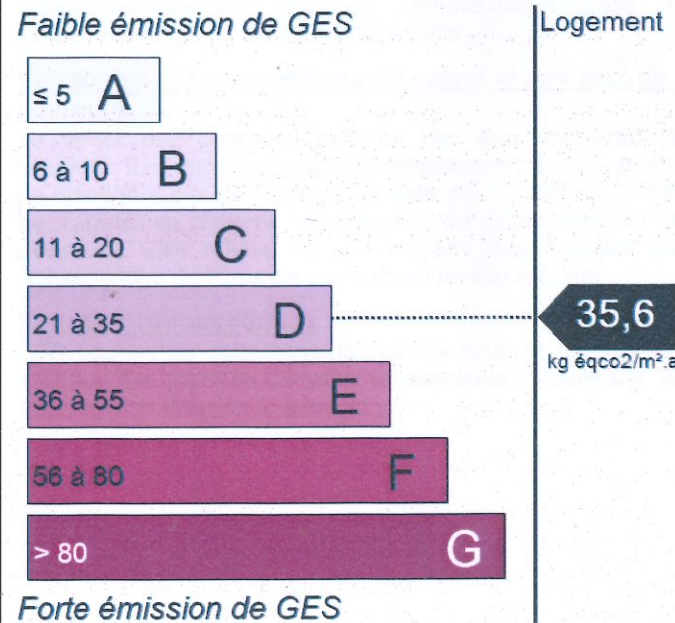 Faible émission de GES
Logement
≤ 5 A
6 à 10 B
11 à 20 C
21 à 35 D
35,6
kg éqco2/m².a
36 à 55 E
56 à 80 F
> 80 G
Forte émission de GES